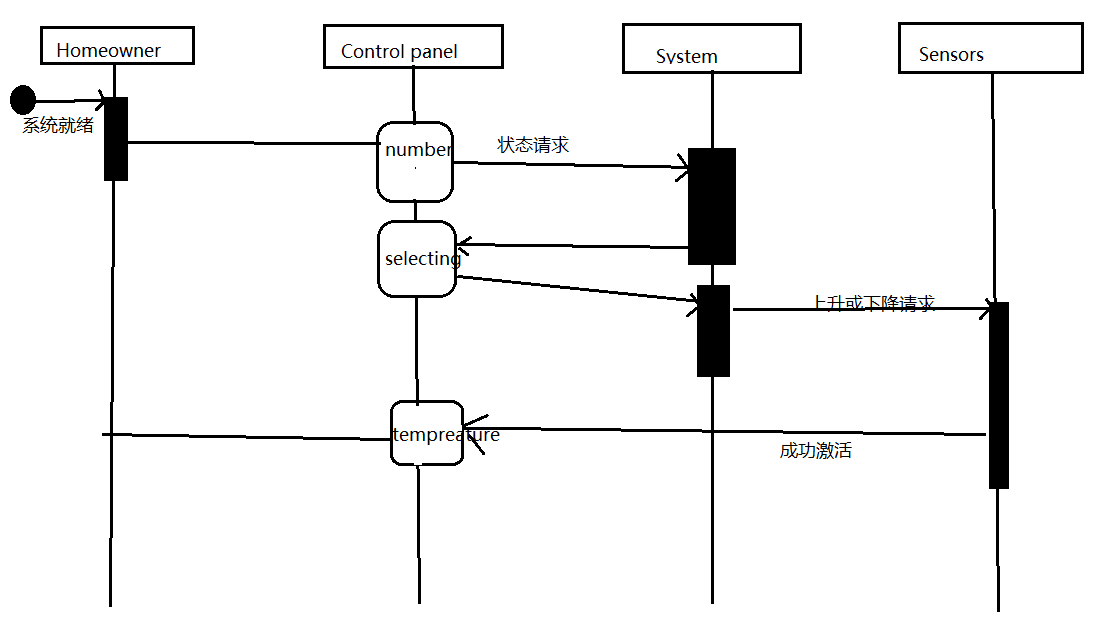 Homeowner
Control panel
System
Sensors
系统就绪
number
状态请求
selecting
上升或下降请求
tempreature
成功激活